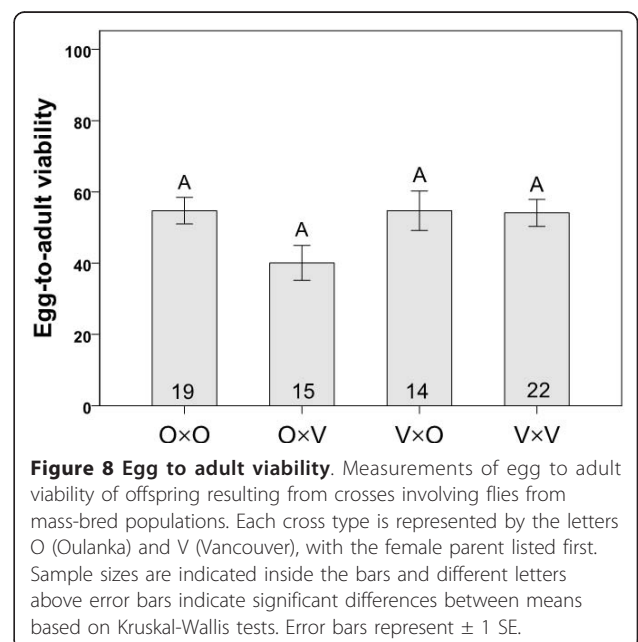 100
80
60
40
20
0
Egg-to-adult viability
A
A
A
A
19
15
14
22
O×O
O×V
V×O
V×V
Figure 8 Egg to adult viability. Measurements of egg to adult
viability of offspring resulting from crosses involving flies from
mass-bred populations. Each cross type is represented by the letters
O (Oulanka) and V (Vancouver), with the female parent listed first.
Sample sizes are indicated inside the bars and different letters
above error bars indicate significant differences between means
based on Kruskal-Wallis tests. Error bars represent ± 1 SE.